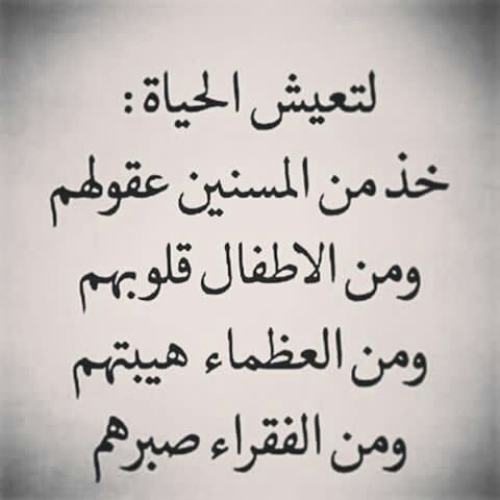 لتعيش الحياة :
خذ من المسنين عقولهم
ومن الاطفال قلوبهم
ومن العظماء هيبتهم
ومن الفقراء صبرهم